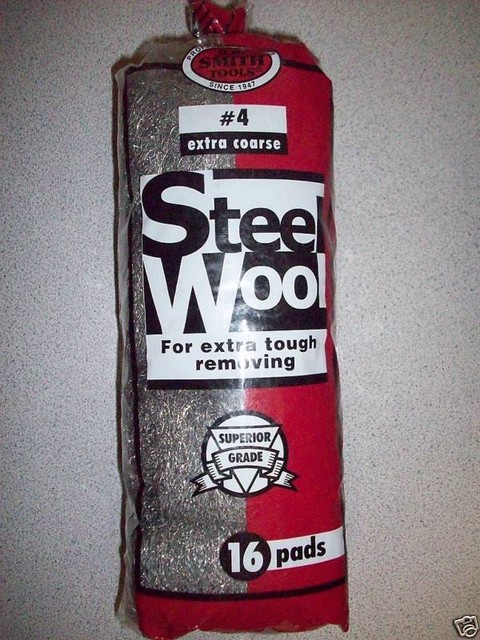 SMITH
TOOLS®
SINCE 1947
#4
extra coarse
Steel
Wool
For extra tough
removing
SUPERIOR
GRADE
16 pads